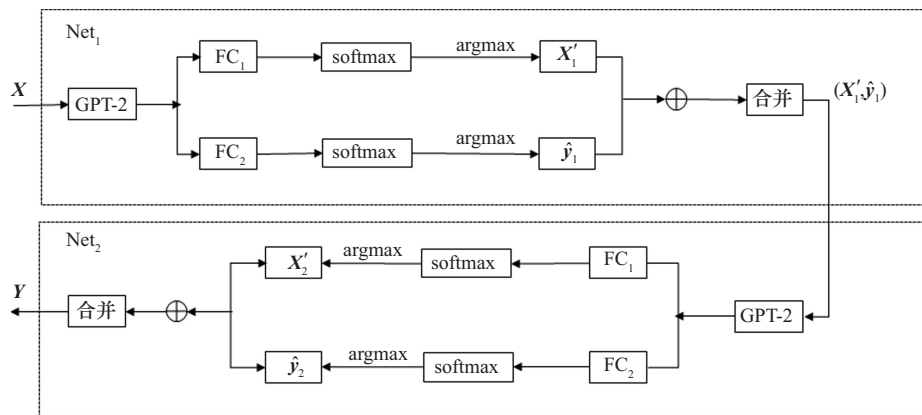 Net₁
X
GPT-2
FC₁
softmax
argmax
X′₁
FC₂
softmax
argmax
ŷ₁
合并
(X′₁,ŷ₁)
Net₂
X′₂
argmax
softmax
FC₁
Y
合并
GPT-2
ŷ₂
argmax
softmax
FC₂